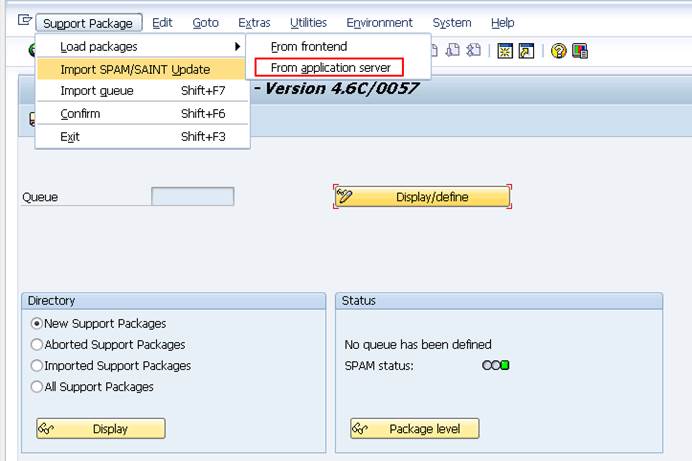 Support Package Edit Goto Extras Utilities Environment System Help
Load packages From frontend
Import SPAM/SAINT Update From application server
Import queue Shift+F7 - Version 4.6C/0057
Confirm Shift+F6
Exit Shift+F3
Queue Display/define
Directory Status
New Support Packages
Aborted Support Packages No queue has been defined
Imported Support Packages SPAM status:
All Support Packages
Display Package level